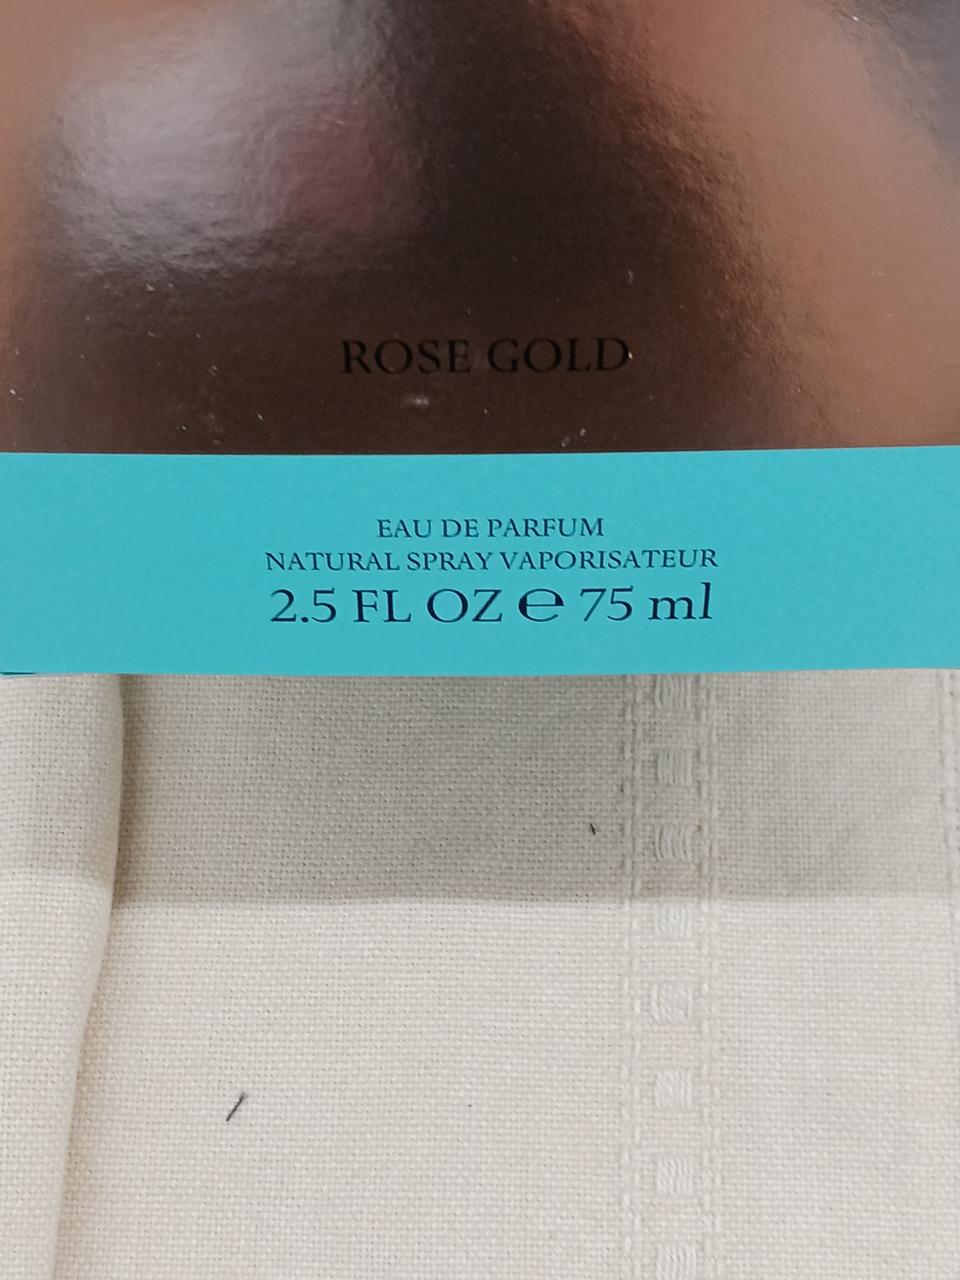 ROSE GOLD
EAU DE PARFUM
NATURAL SPRAY VAPORISATEUR
2.5 FL OZ ℮ 75 ml